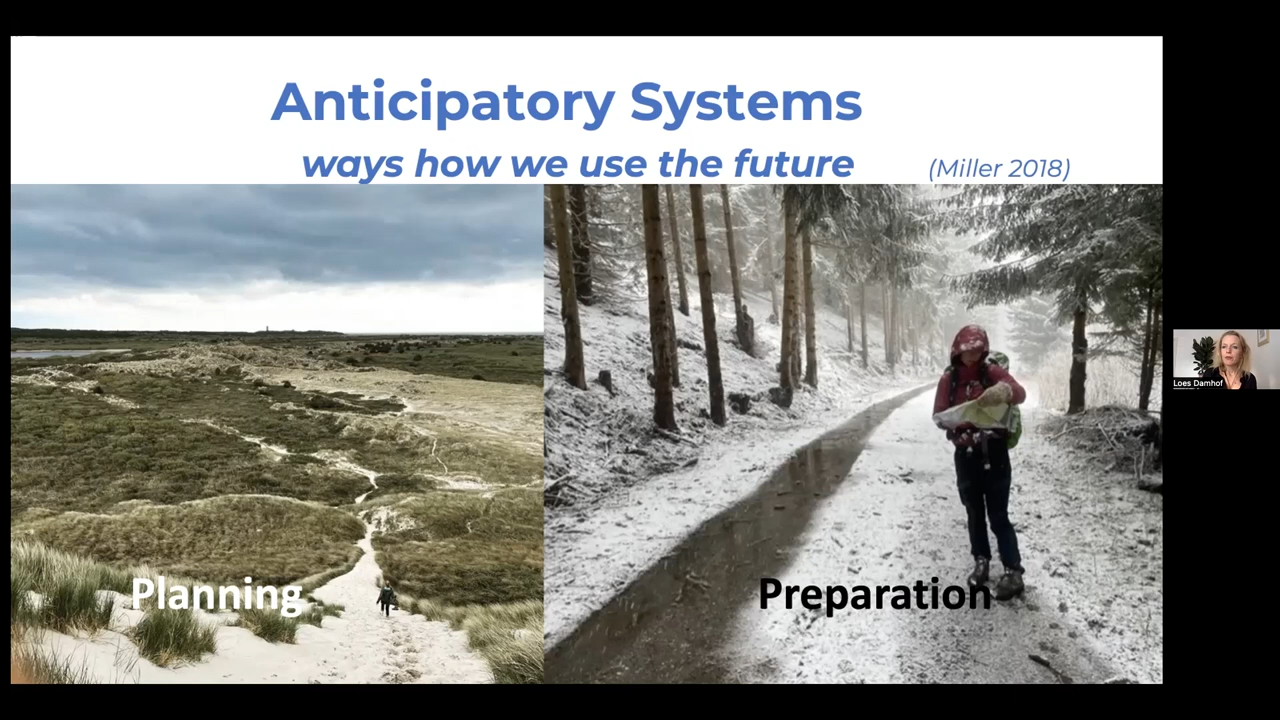 Anticipatory Systems
ways how we use the future (Miller 2018)
Planning
Preparation
Loes Damhof